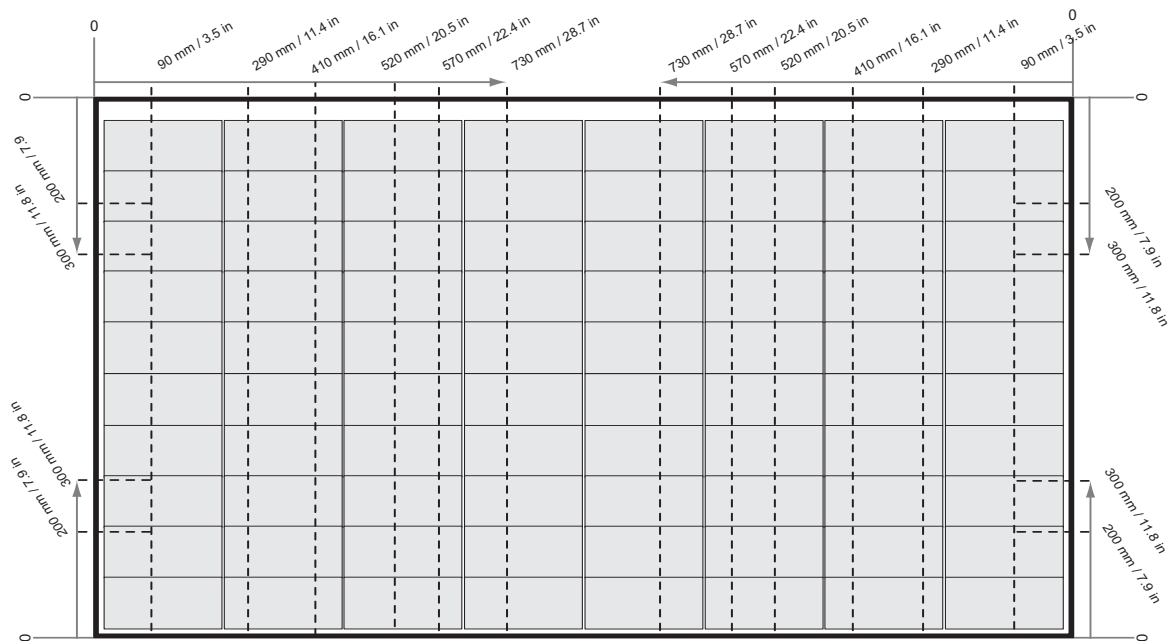 0
90 mm / 3.5 in
290 mm / 11.4 in
410 mm / 16.1 in
520 mm / 20.5 in
570 mm / 22.4 in
730 mm / 28.7 in
730 mm / 28.7 in
570 mm / 22.4 in
520 mm / 20.5 in
410 mm / 16.1 in
290 mm / 11.4 in
90 mm / 3.5 in
0
0
0
200 mm / 7.9
300 mm / 11.8 in
200 mm / 7.9 in
300 mm / 11.8 in
300 mm / 11.8 in
200 mm / 7.9 in
300 mm / 11.8 in
200 mm / 7.9 in
0
0